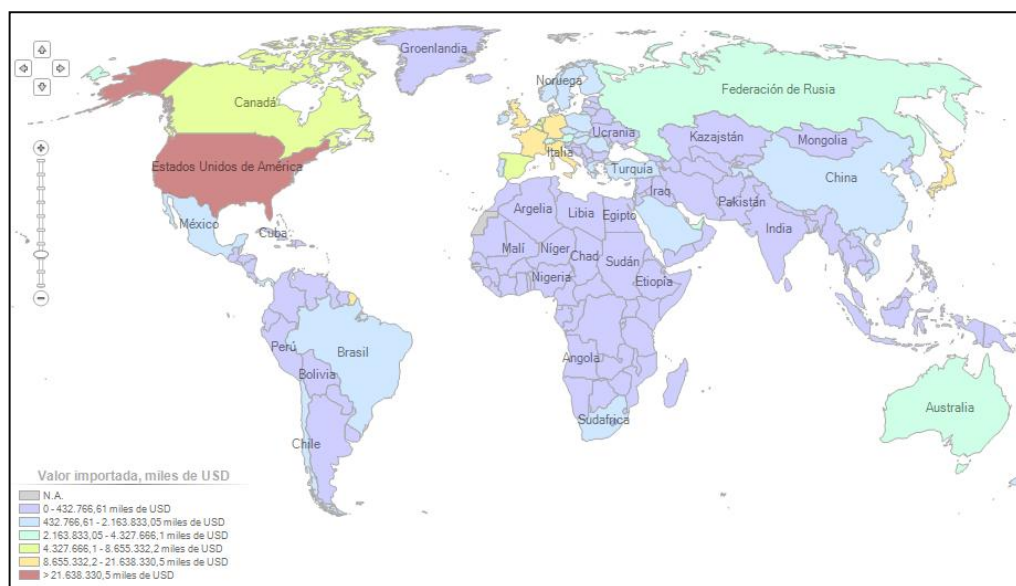 Groenlandia
Noruega
Federación de Rusia
Canadá
Ucrania
Kazajstán
Mongolia
Italia
Estados Unidos de América
Turquia
China
Iraq
Pakistán
Argelia
Libia
Egipto
México
India
Cuba
Malí
Níger
Chad
Sudán
Nigeria
Etiopía
Perú
Brasil
Angola
Bolivia
Australia
Sudafrica
Chile
Valor importada, miles de USD
N.A.
0 - 432.766,61 miles de USD
432.766,61 - 2.163.833,05 miles de USD
2.163.833,05 - 4.327.666,1 miles de USD
4.327.666,1 - 8.655.332,2 miles de USD
8.655.332,2 - 21.638.330,5 miles de USD
> 21.638.330,5 miles de USD